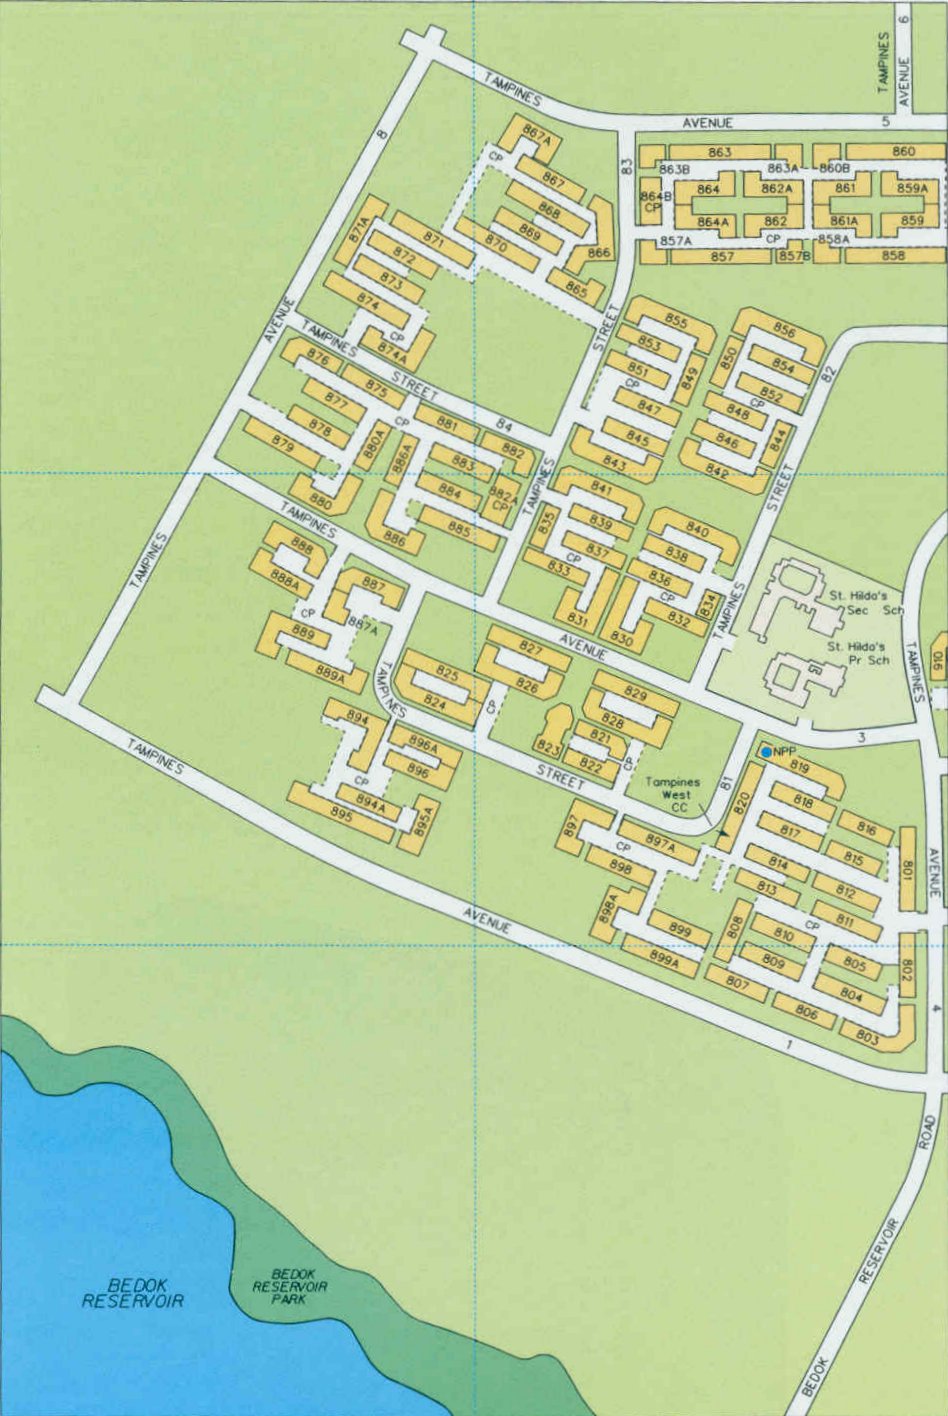 TAMPINES
AVENUE
6
TAMPINES
AVENUE
5
8
867A
CP
867
868
869
870
866
865
83
863
863A
860B
860
863B
864B
CP
864
862A
861
859A
864A
862
861A
859
857A
CP
858A
857
857B
858
871A
871
872
873
874
CP
874A
AVENUE
TAMPINES
STREET
84
STREET
855
853
851
CP
849
847
845
843
856
850
854
852
CP
848
846
844
842
82
STREET
876
875
877
878
879
CP
880A
880
881
882
886A
883
884
882A
CP
885
886
TAMPINES
841
835
839
837
CP
833
831
840
838
836
CP
834
832
830
TAMPINES
TAMPINES
TAMPINES
AVENUE
3
St. Hilda's
Sec Sch
St. Hilda's
Pr Sch
TAMPINES
916
888
888A
CP
887
887A
889
889A
TAMPINES
STREET
81
825
824
827
826
CP
829
828
821
823
822
CP
NPP
819
Tampines
West
CC
820
818
817
816
815
814
813
812
801
811
CP
810
808
809
805
802
804
807
806
803
894
896A
896
CP
894A
895
895A
897
897A
CP
898
898A
899
899A
TAMPINES
AVENUE
1
AVENUE
4
BEDOK
RESERVOIR
ROAD
BEDOK
RESERVOIR
BEDOK
RESERVOIR
PARK